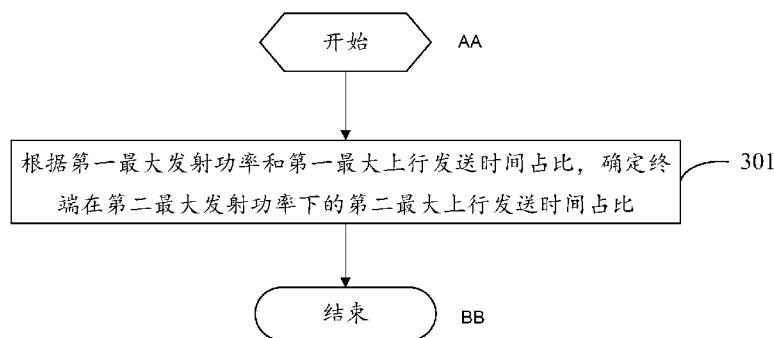 开始 AA
根据第一最大发射功率和第一最大上行发送时间占比，确定终
端在第二最大发射功率下的第二最大上行发送时间占比
301
结束 BB